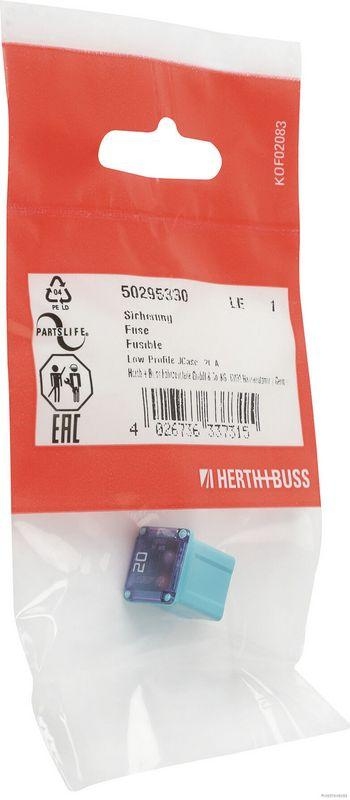 KOF02083
04
PE LD
50295330 LE 1
PARTSLIFE
Sicherung
Fuse
Fusible
Low Profile JCase
EAC
4 026736 337315
HERTH+BUSS
20